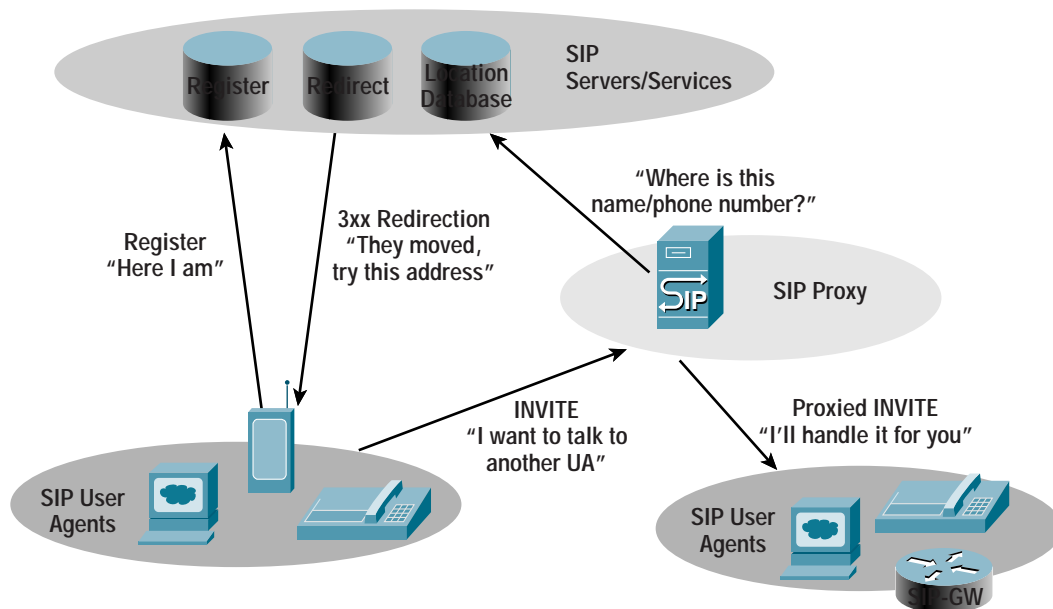 SIP
Servers/Services
Register
Redirect
Location
Database
“Where is this
name/phone number?”
3xx Redirection
“They moved,
try this address”
Register
“Here I am”
SIP
SIP Proxy
INVITE
“I want to talk to
another UA”
Proxied INVITE
“I’ll handle it for you”
SIP User
Agents
SIP User
Agents
SIP-GW